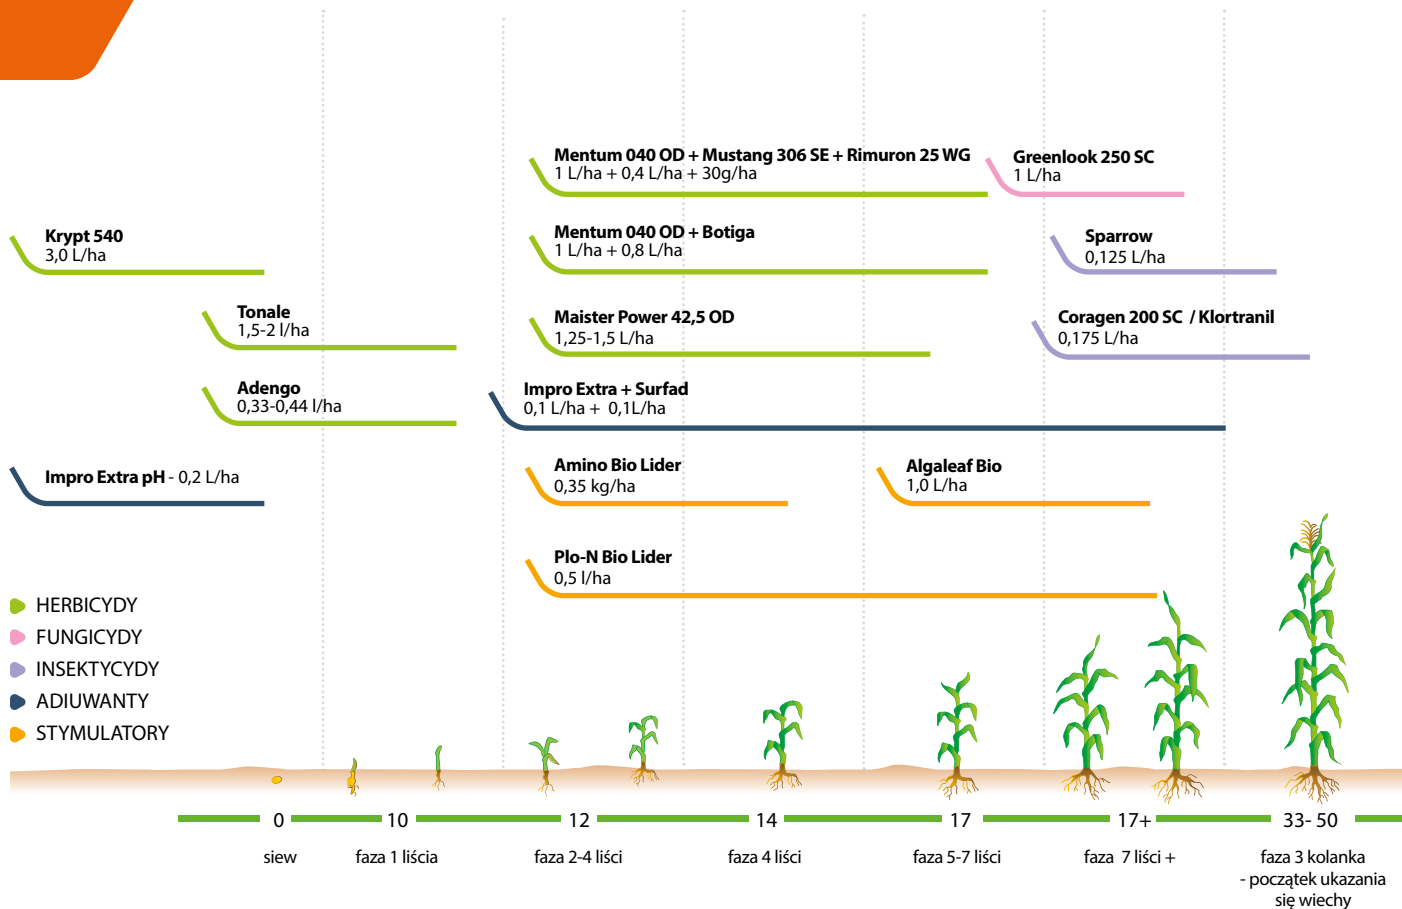 Mentum 040 OD + Mustang 306 SE + Rimuron 25 WG
1 L/ha + 0,4 L/ha + 30g/ha
Greenlook 250 SC
1 L/ha
Krypt 540
3,0 L/ha
Mentum 040 OD + Botiga
1 L/ha + 0,8 L/ha
Sparrow
0,125 L/ha
Tonale
1,5-2 l/ha
Maister Power 42,5 OD
1,25-1,5 L/ha
Coragen 200 SC / Klortranil
0,175 L/ha
Adengo
0,33-0,44 l/ha
Impro Extra + Surfad
0,1 L/ha + 0,1L/ha
Impro Extra pH - 0,2 L/ha
Amino Bio Lider
0,35 kg/ha
Algaleaf Bio
1,0 L/ha
Plo-N Bio Lider
0,5 l/ha
HERBICYDY
FUNGICYDY
INSEKTYCYDY
ADIUWANTY
STYMULATORY
0 10 12 14 17 17+ 33- 50
siew faza 1 liścia faza 2-4 liści faza 4 liści faza 5-7 liści faza 7 liści + faza 3 kolanka
- początek ukazania
się wiechy